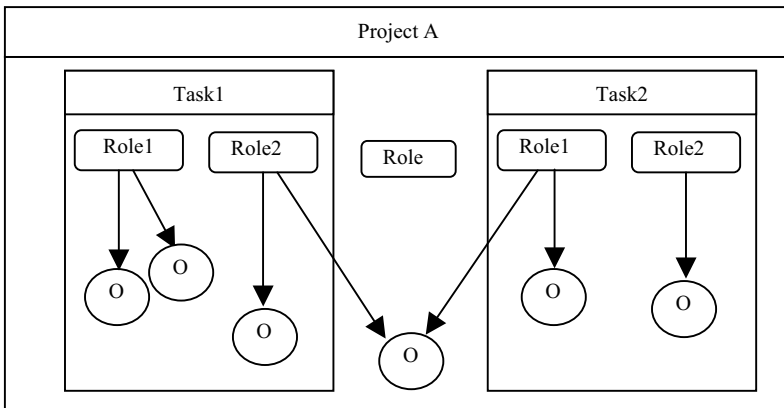 Project A
Task1
Task2
Role1
Role2
Role
Role1
Role2
O
O
O
O
O
O